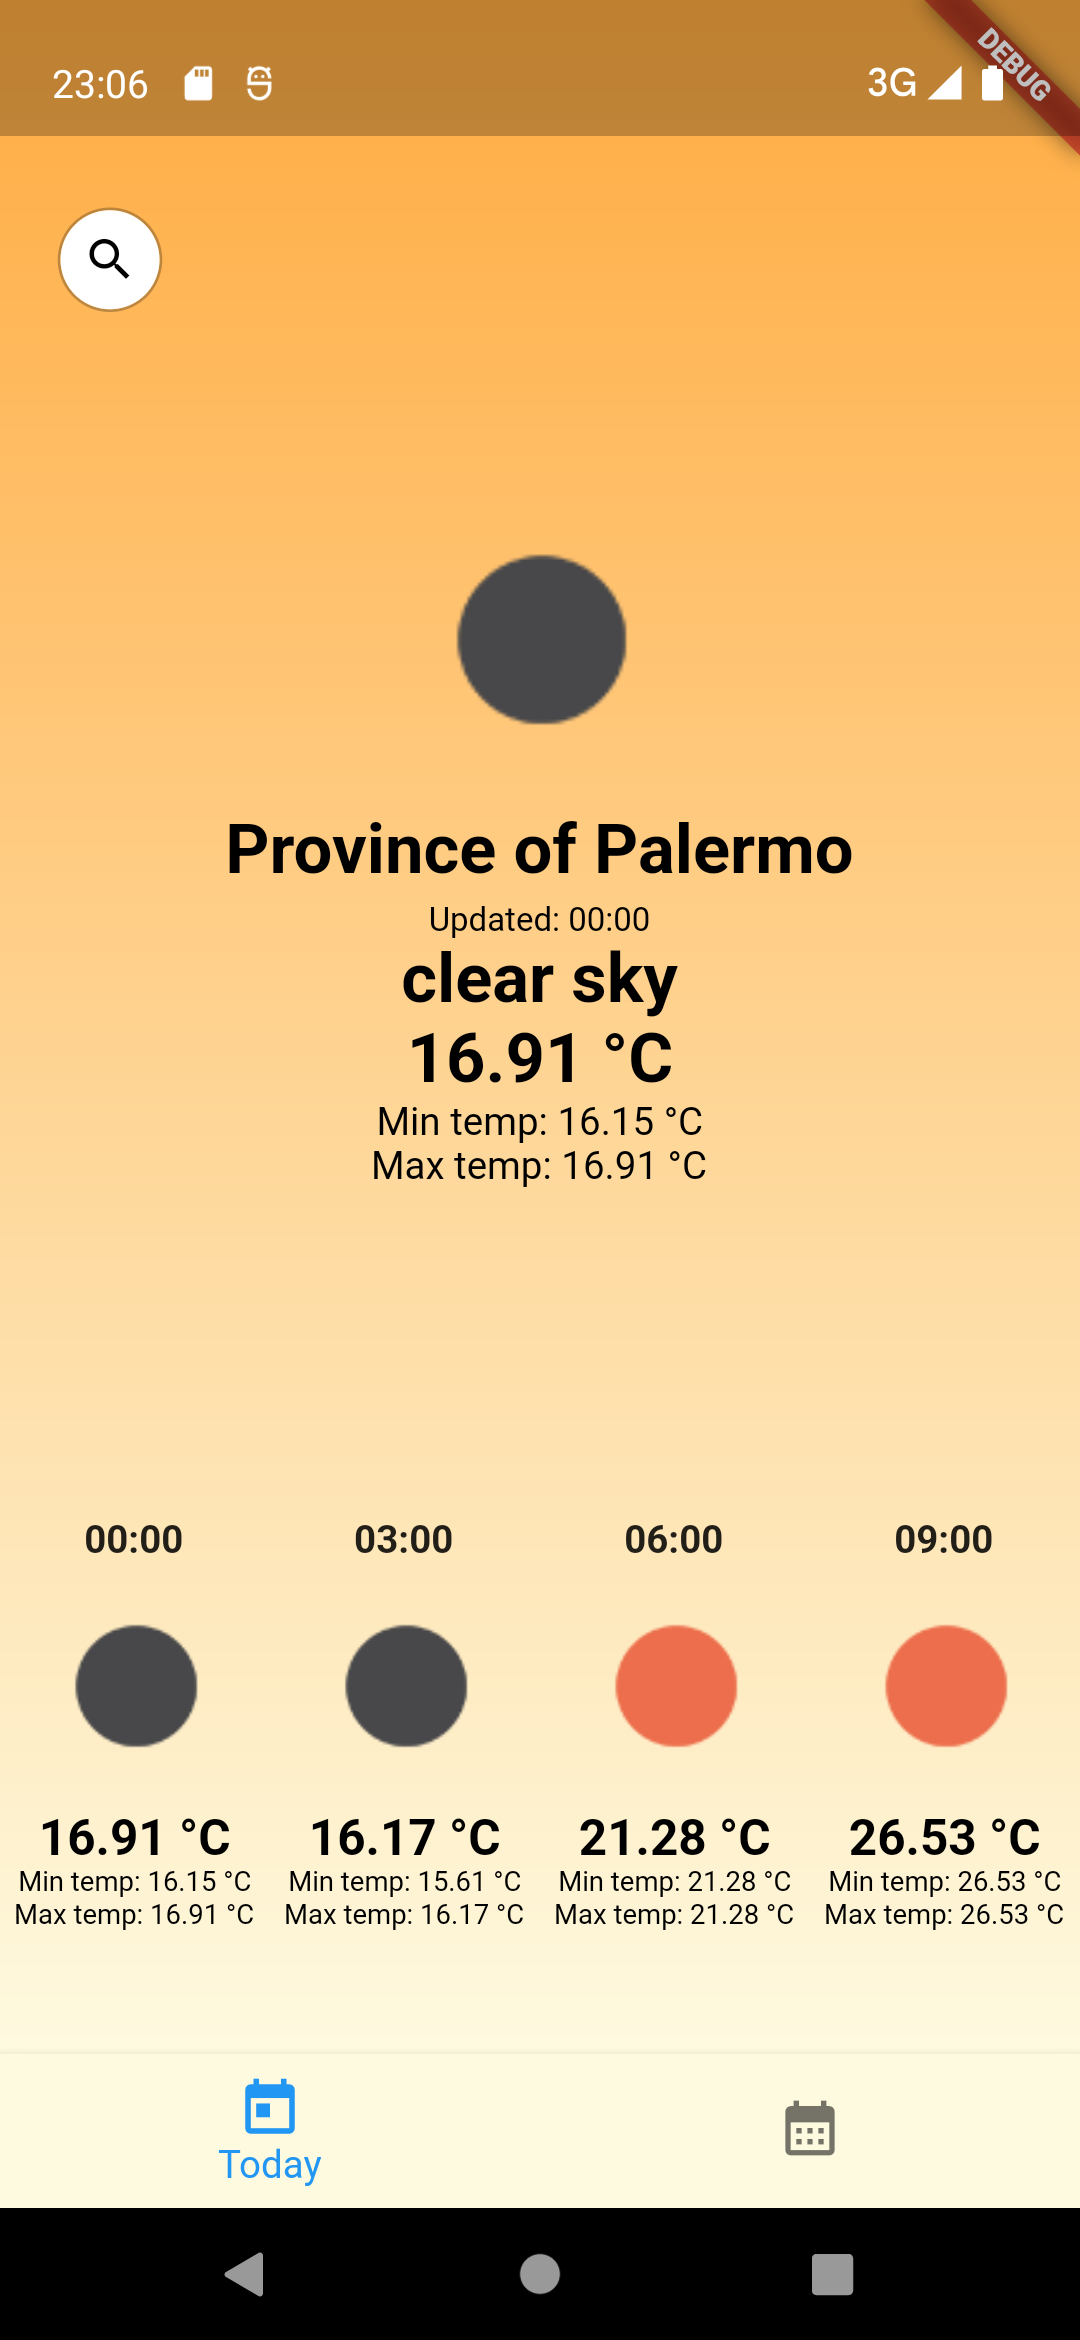 23:06
3G
DEBUG
Province of Palermo
Updated: 00:00
clear sky
16.91 °C
Min temp: 16.15 °C
Max temp: 16.91 °C
00:00 03:00 06:00 09:00
16.91 °C 16.17 °C 21.28 °C 26.53 °C
Min temp: 16.15 °C Min temp: 15.61 °C Min temp: 21.28 °C Min temp: 26.53 °C
Max temp: 16.91 °C Max temp: 16.17 °C Max temp: 21.28 °C Max temp: 26.53 °C
Today